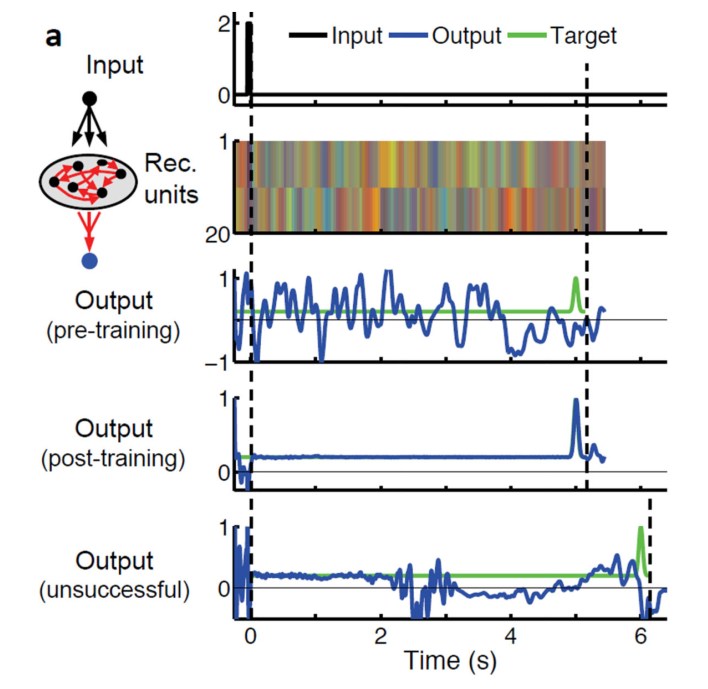 a
Input
Rec.
units
Output
(pre-training)
Output
(post-training)
Output
(unsuccessful)
Input Output Target
2
0
1
20
1
−1
1
0
1
0
0 2 4 6
Time (s)